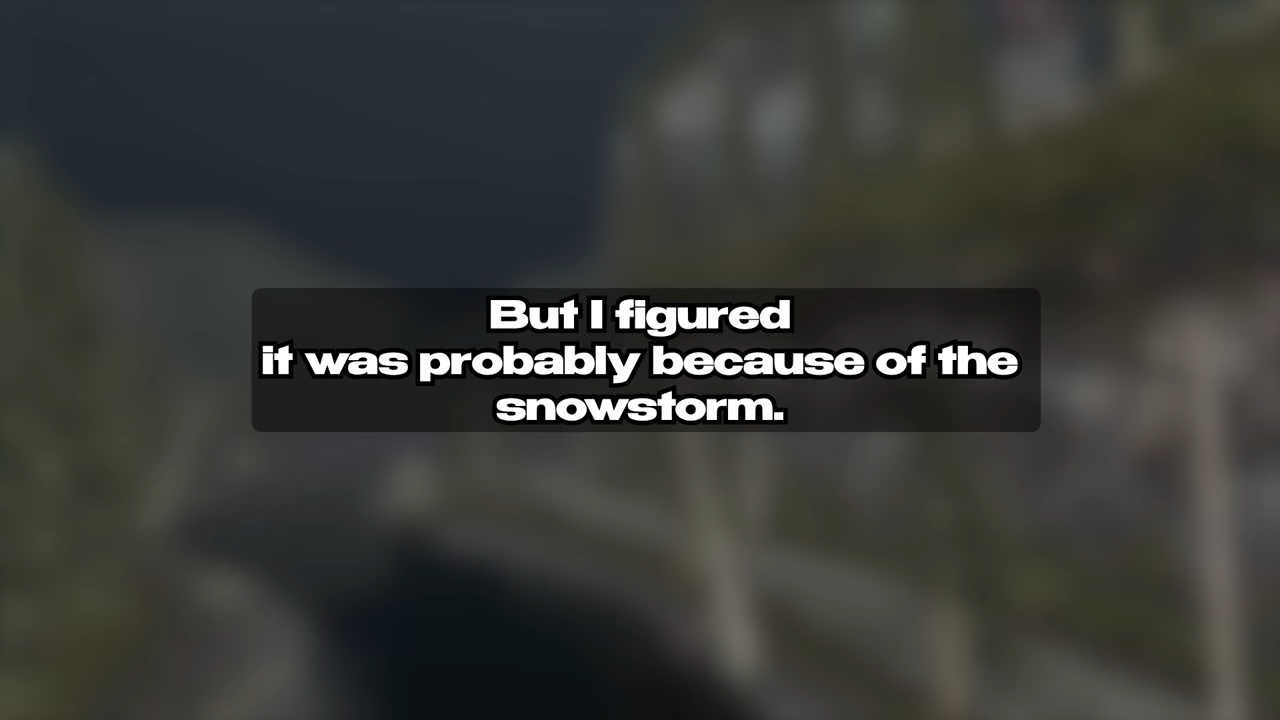 But I figured
it was probably because of the
snowstorm.